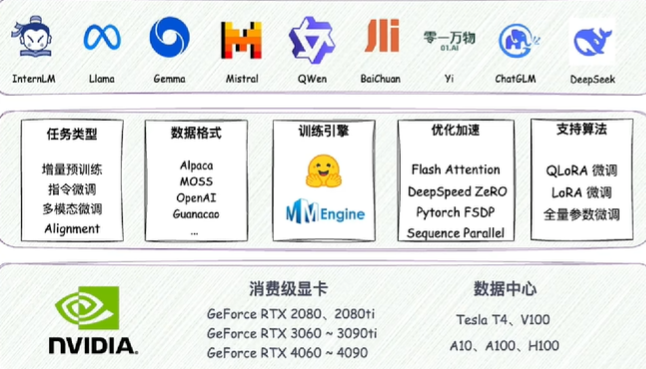 InternLM
Llama
Gemma
Mistral
QWen
BaiChuan
零一万物
01.AI
Yi
ChatGLM
DeepSeek
任务类型
增量预训练
指令微调
多模态微调
Alignment
数据格式
Alpaca
MOSS
OpenAI
Guanacao
...
训练引擎
MMEngine
优化加速
Flash Attention
DeepSpeed ZeRO
Pytorch FSDP
Sequence Parallel
支持算法
QLoRA 微调
LoRA 微调
全量参数微调
NVIDIA.
消费级显卡
GeForce RTX 2080、2080ti
GeForce RTX 3060 ~ 3090ti
GeForce RTX 4060 ~ 4090
数据中心
Tesla T4、V100
A10、A100、H100